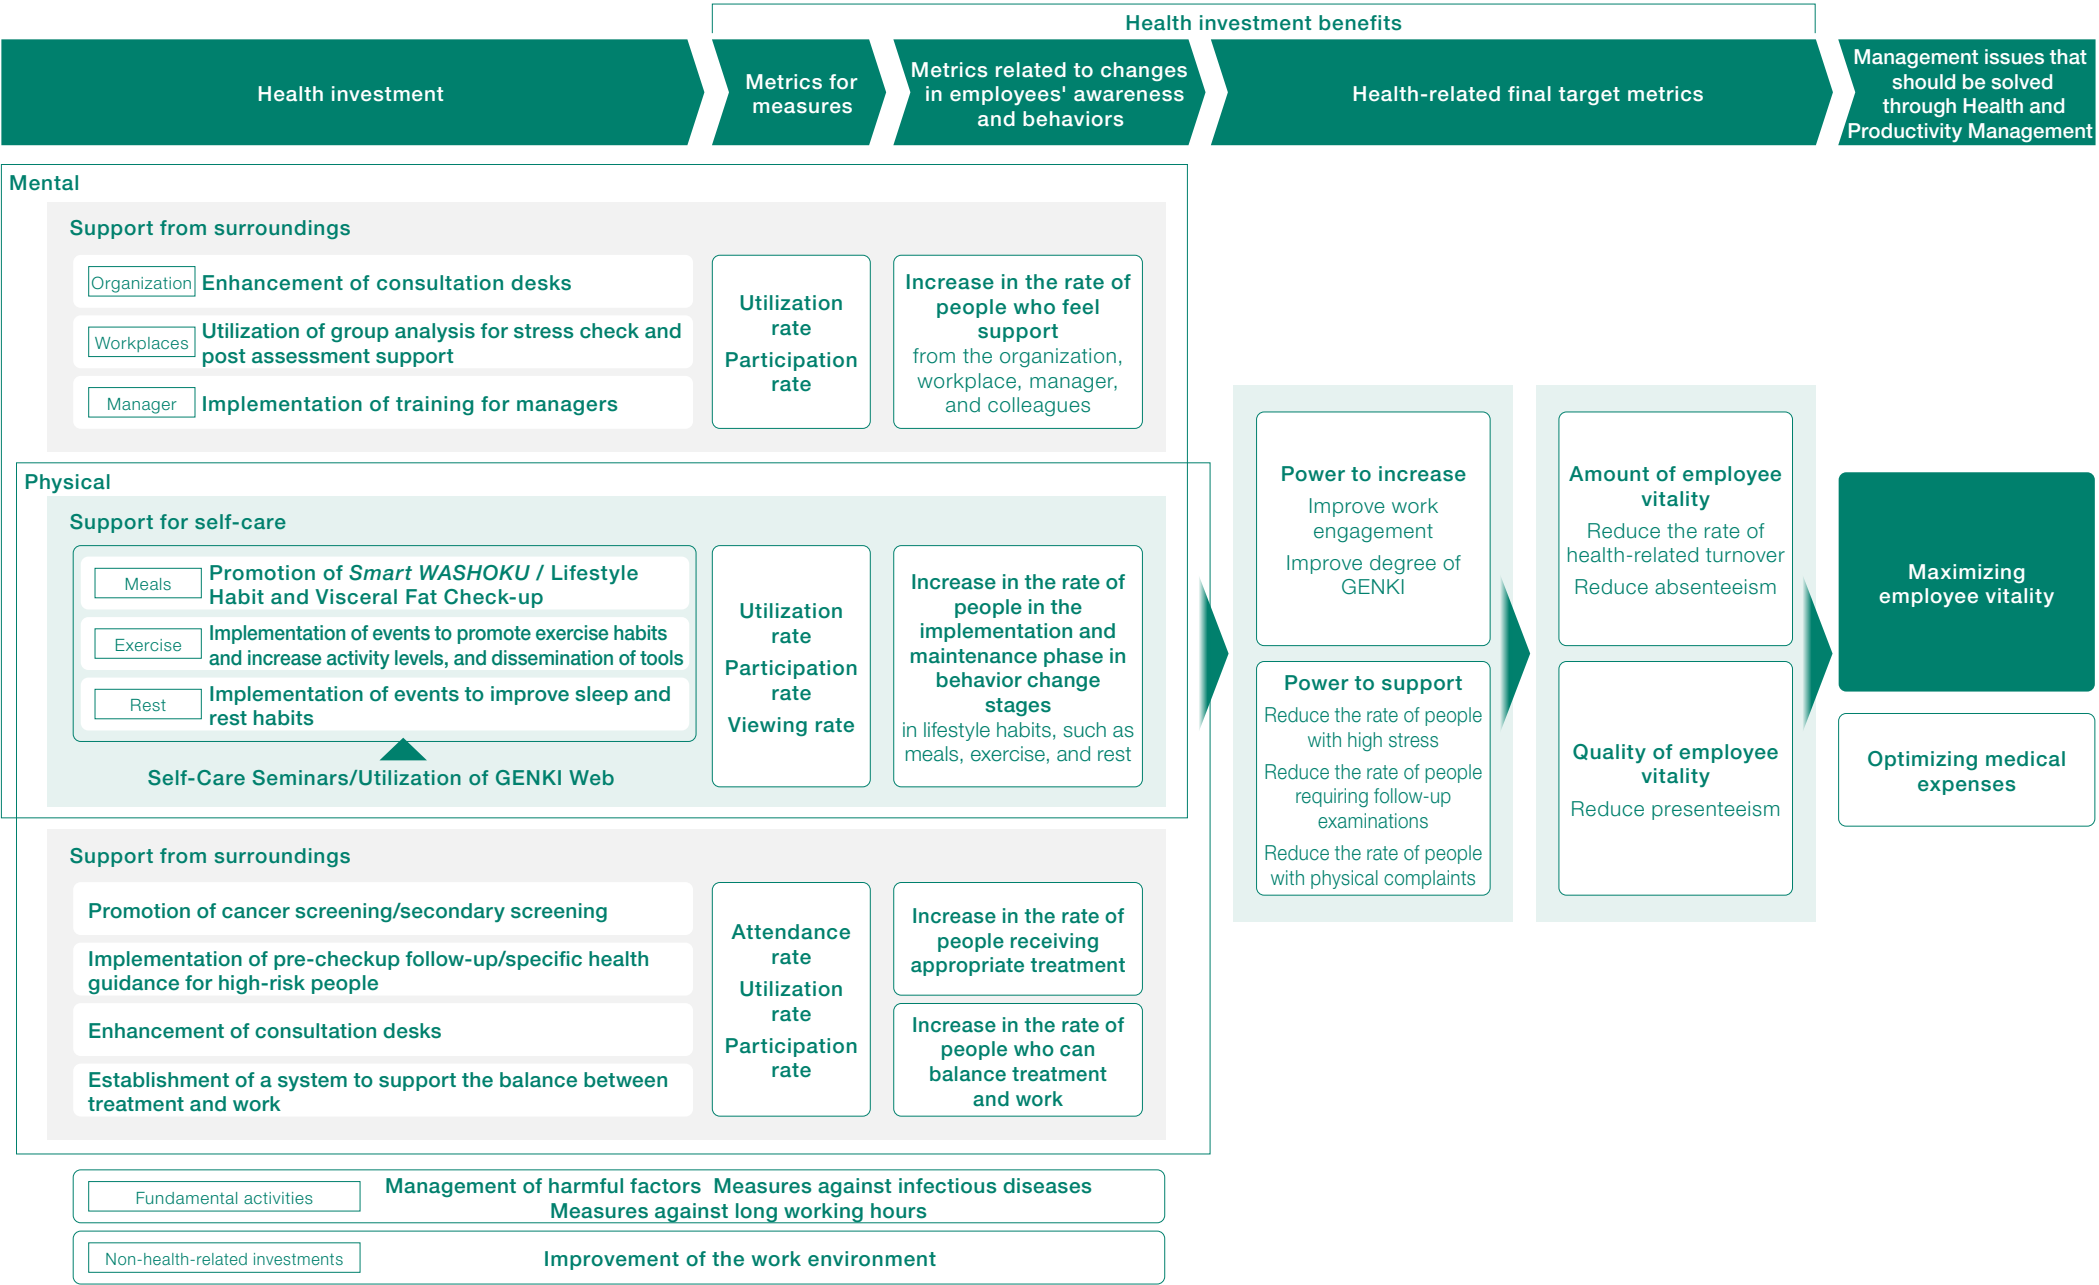 Health investment benefits
Health investment
Metrics for
measures
Metrics related to changes
in employees' awareness
and behaviors
Health-related final target metrics
Management issues that
should be solved
through Health and
Productivity Management
Mental
Support from surroundings
Organization
Enhancement of consultation desks
Workplaces
Utilization of group analysis for stress check and
post assessment support
Manager
Implementation of training for managers
Utilization
rate
Participation
rate
Increase in the rate of
people who feel
support
from the organization,
workplace, manager,
and colleagues
Physical
Support for self-care
Meals
Promotion of Smart WASHOKU / Lifestyle
Habit and Visceral Fat Check-up
Exercise
Implementation of events to promote exercise habits
and increase activity levels, and dissemination of tools
Rest
Implementation of events to improve sleep and
rest habits
Self-Care Seminars/Utilization of GENKI Web
Utilization
rate
Participation
rate
Viewing rate
Increase in the rate of
people in the
implementation and
maintenance phase in
behavior change
stages
in lifestyle habits, such as
meals, exercise, and rest
Support from surroundings
Promotion of cancer screening/secondary screening
Implementation of pre-checkup follow-up/specific health
guidance for high-risk people
Enhancement of consultation desks
Establishment of a system to support the balance between
treatment and work
Attendance
rate
Utilization
rate
Participation
rate
Increase in the rate of
people receiving
appropriate treatment
Increase in the rate of
people who can
balance treatment
and work
Power to increase
Improve work
engagement
Improve degree of
GENKI
Power to support
Reduce the rate of people
with high stress
Reduce the rate of people
requiring follow-up
examinations
Reduce the rate of people
with physical complaints
Amount of employee
vitality
Reduce the rate of
health-related turnover
Reduce absenteeism
Quality of employee
vitality
Reduce presenteeism
Maximizing
employee vitality
Optimizing medical
expenses
Fundamental activities
Management of harmful factors Measures against infectious diseases
Measures against long working hours
Non-health-related investments
Improvement of the work environment